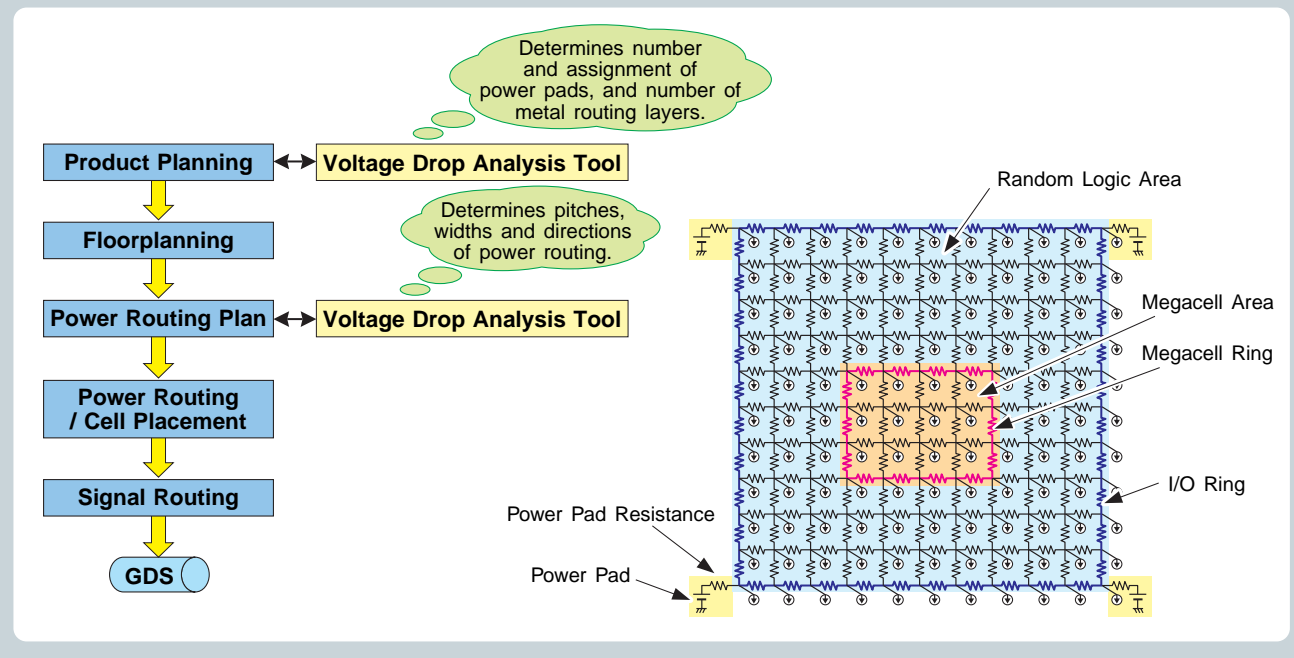 Determines number
and assignment of
power pads, and number of
metal routing layers.
Product Planning
Voltage Drop Analysis Tool
Determines pitches,
widths and directions
of power routing.
Floorplanning
Power Routing Plan
Voltage Drop Analysis Tool
Power Routing
/ Cell Placement
Signal Routing
GDS
Random Logic Area
Megacell Area
Megacell Ring
I/O Ring
Power Pad Resistance
Power Pad